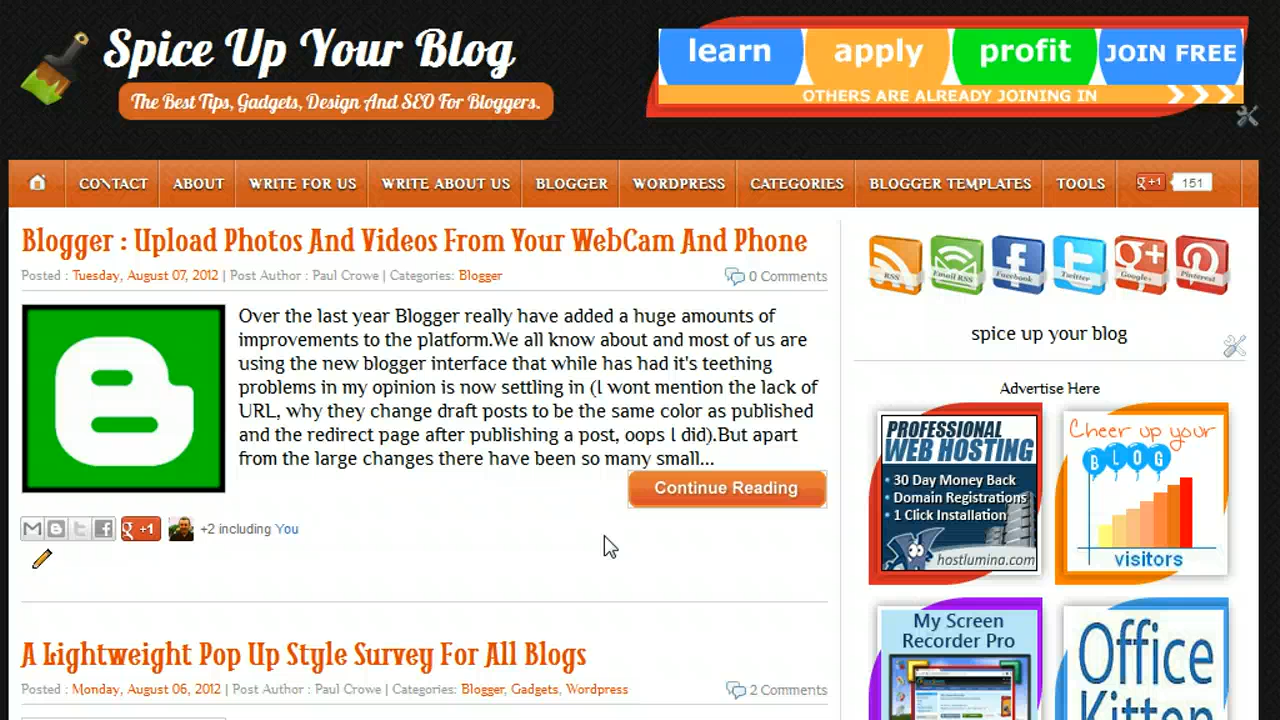 Spice Up Your Blog
The Best Tips, Gadgets, Design And SEO For Bloggers.
learn apply profit JOIN FREE
OTHERS ARE ALREADY JOINING IN
CONTACT ABOUT WRITE FOR US WRITE ABOUT US BLOGGER WORDPRESS CATEGORIES BLOGGER TEMPLATES TOOLS g+1 151
Blogger : Upload Photos And Videos From Your WebCam And Phone
Posted : Tuesday, August 07, 2012 | Post Author : Paul Crowe | Categories: Blogger
0 Comments
Over the last year Blogger really have added a huge amounts of
improvements to the platform.We all know about and most of us are
using the new blogger interface that while has had it's teething
problems in my opinion is now settling in (I wont mention the lack of
URL, why they change draft posts to be the same color as published
and the redirect page after publishing a post, oops I did).But apart
from the large changes there have been so many small...
Continue Reading
g +1 +2 including You
A Lightweight Pop Up Style Survey For All Blogs
Posted : Monday, August 06, 2012 | Post Author : Paul Crowe | Categories: Blogger, Gadgets, Wordpress
2 Comments
RSS Email RSS Facebook Twitter Google+ Pinterest
spice up your blog
Advertise Here
PROFESSIONAL
WEB HOSTING
• 30 Day Money Back
• Domain Registrations
• 1 Click Installation
hostlumina.com
Cheer up your
BLOG
visitors
My Screen
Recorder Pro
Office
Kitten